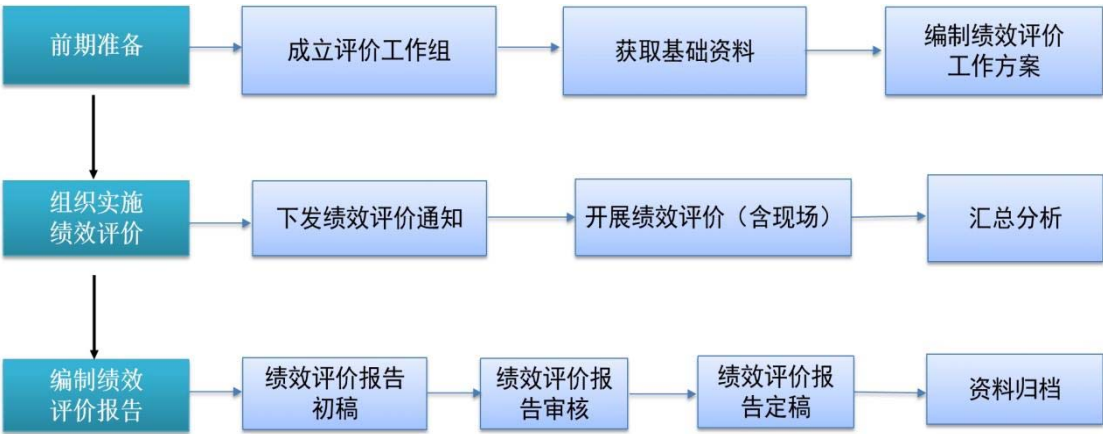 前期准备
成立评价工作组
获取基础资料
编制绩效评价
工作方案
组织实施
绩效评价
下发绩效评价通知
开展绩效评价（含现场）
汇总分析
编制绩效
评价报告
绩效评价报告
初稿
绩效评价报
告审核
绩效评价报
告定稿
资料归档